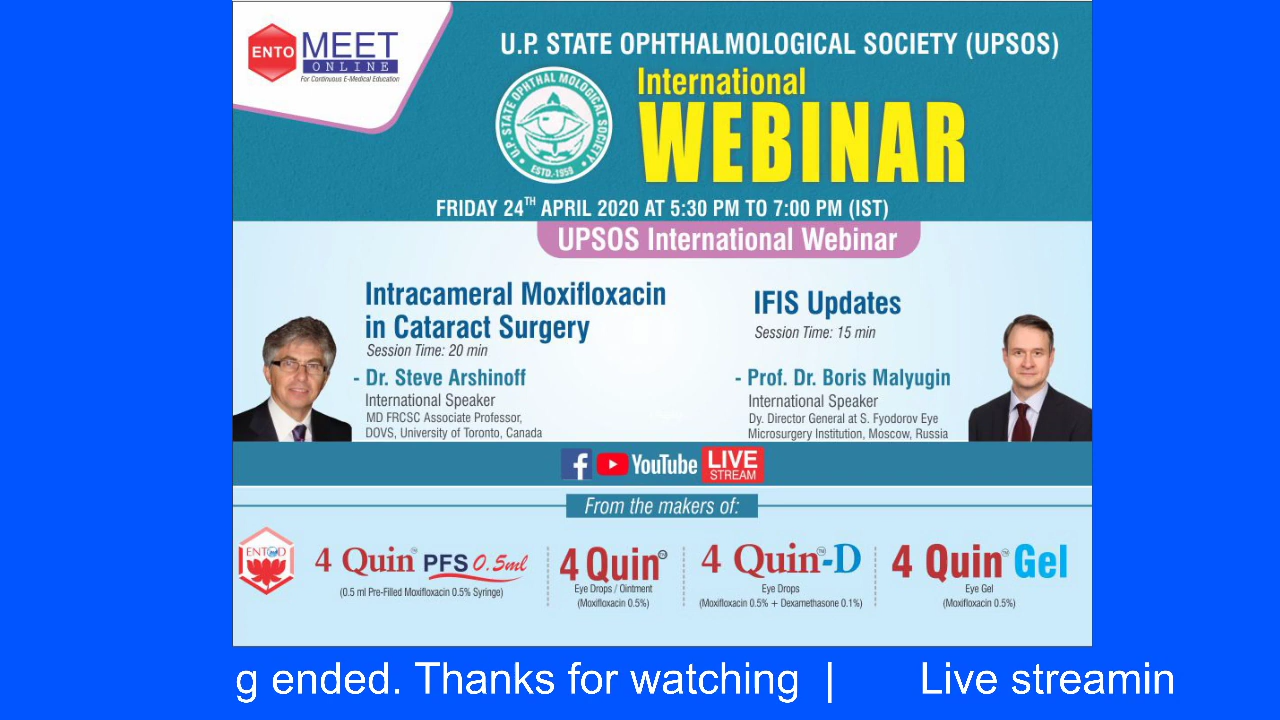 ENTO MEET
ONLINE
For Continuous E-Medical Education
U.P. STATE OPHTHALMOLOGICAL SOCIETY (UPSOS)
U.P. STATE OPHTHAL MOLOGICAL SOCIETY
ESTD.-1959
International
WEBINAR
FRIDAY 24TH APRIL 2020 AT 5:30 PM TO 7:00 PM (IST)
UPSOS International Webinar
Intracameral Moxifloxacin
in Cataract Surgery
Session Time: 20 min
- Dr. Steve Arshinoff
International Speaker
MD FRCSC Associate Professor,
DOVS, University of Toronto, Canada
IFIS Updates
Session Time: 15 min
- Prof. Dr. Boris Malyugin
International Speaker
Dy. Director General at S. Fyodorov Eye
Microsurgery Institution, Moscow, Russia
f YouTube LIVE
STREAM
From the makers of:
ENTOD
4 Quin™ PFS 0.5ml
(0.5 ml Pre-Filled Moxifloxacin 0.5% Syringe)
4 Quin
Eye Drops / Ointment
(Moxifloxacin 0.5%)
4 Quin™-D
Eye Drops
(Moxifloxacin 0.5% + Dexamethasone 0.1%)
4 Quin™ Gel
Eye Gel
(Moxifloxacin 0.5%)
g ended. Thanks for watching | Live streamin